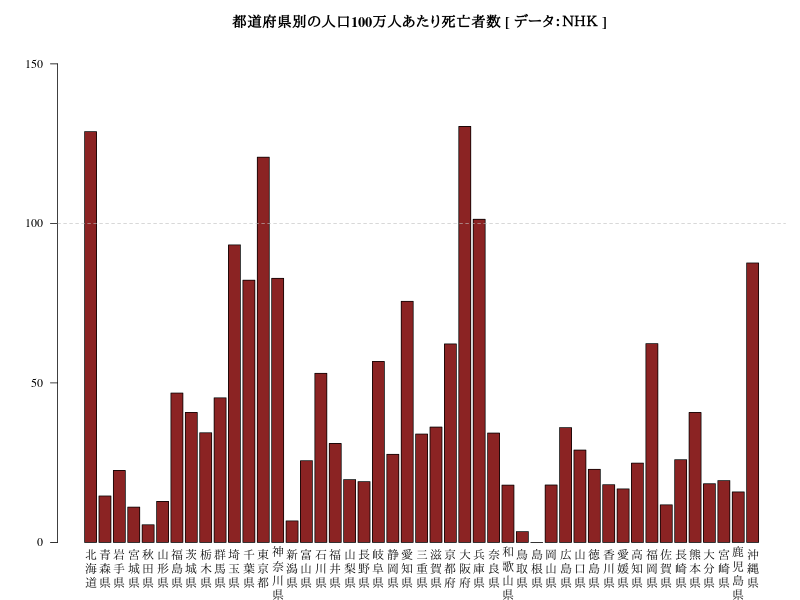 都道府県別の人口100万人あたり死亡者数 [ データ：NHK ]
150
100
50
0
北海道
青森県
岩手県
宮城県
秋田県
山形県
福島県
茨城県
栃木県
群馬県
埼玉県
千葉県
東京都
神奈川県
新潟県
富山県
石川県
福井県
山梨県
長野県
岐阜県
静岡県
愛知県
三重県
滋賀県
京都府
大阪府
兵庫県
奈良県
和歌山県
鳥取県
島根県
岡山県
広島県
山口県
徳島県
香川県
愛媛県
高知県
福岡県
佐賀県
長崎県
熊本県
大分県
宮崎県
鹿児島県
沖縄県